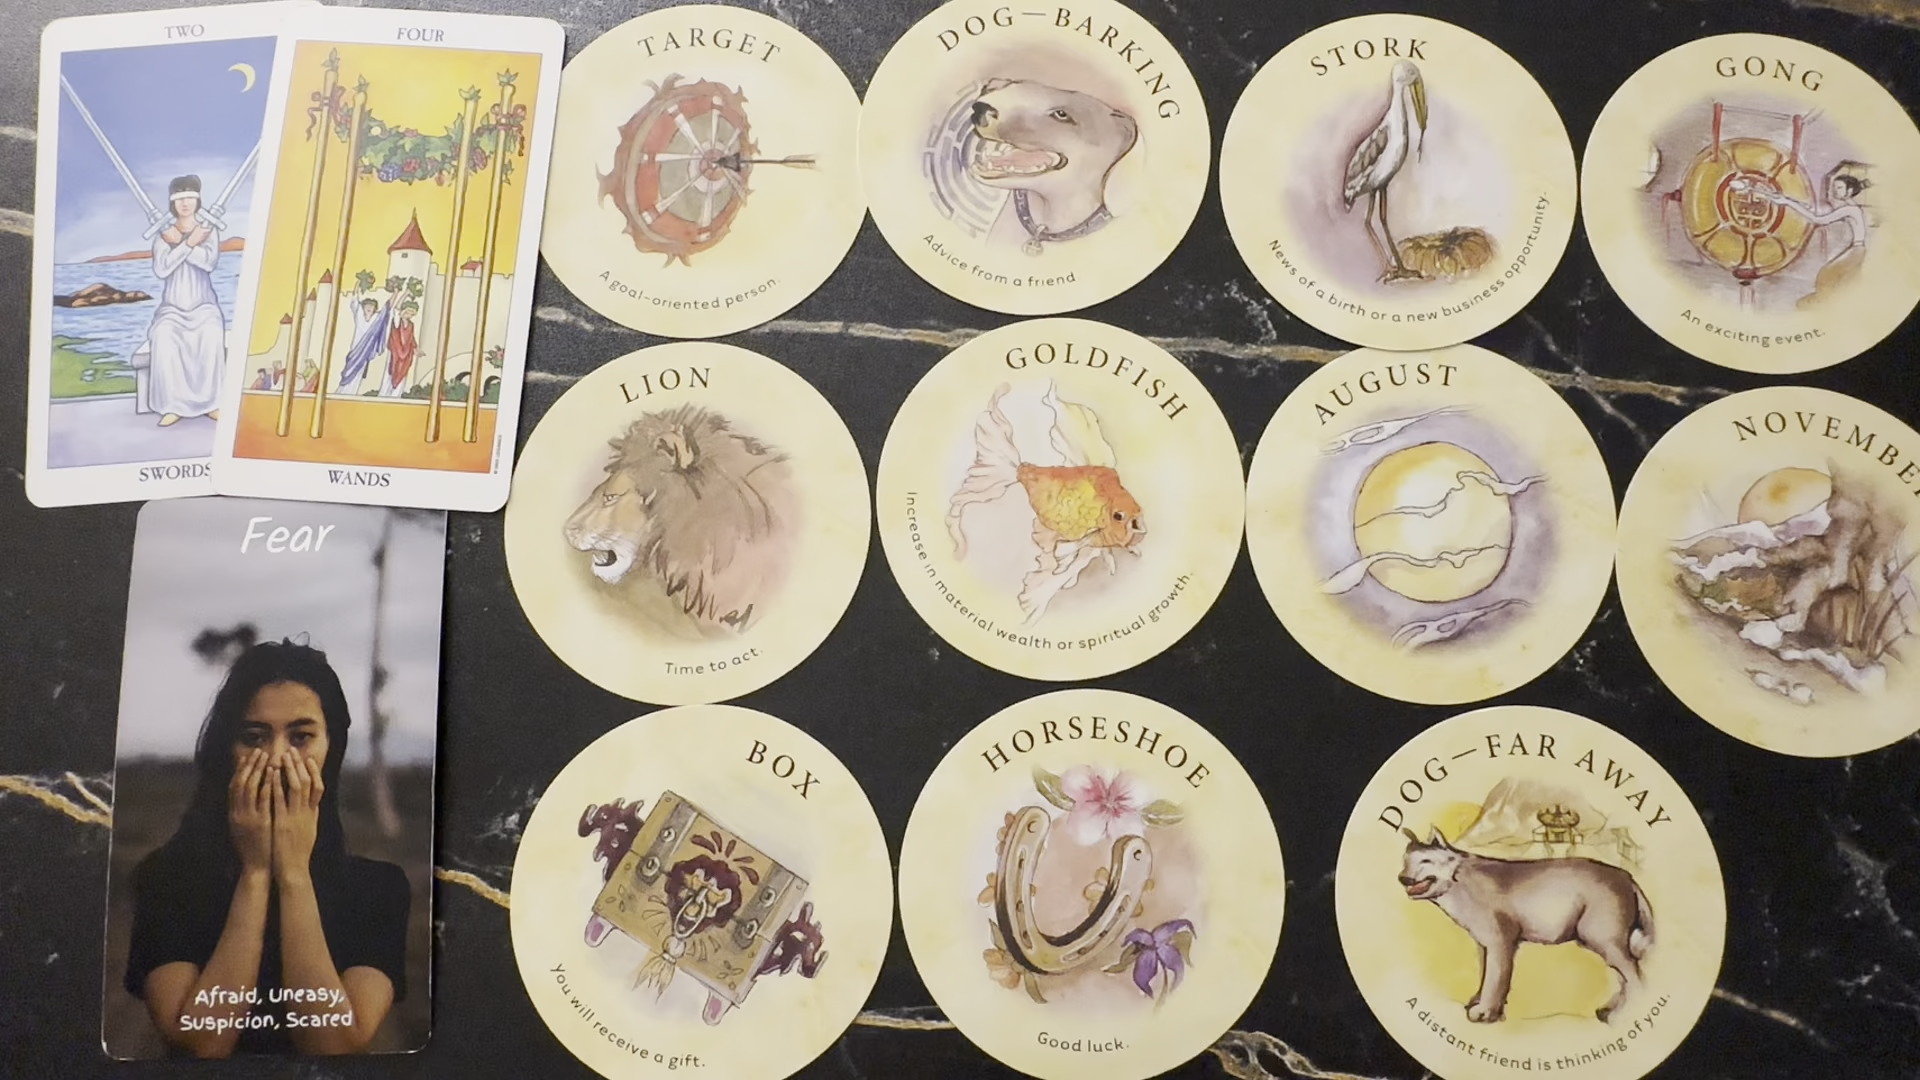 TWO
SWORDS
FOUR
WANDS
Fear
Afraid, Uneasy,
Suspicion, Scared
TARGET
A goal-oriented person.
DOG—BARKING
Advice from a friend
STORK
News of a birth or a new business opportunity.
GONG
An exciting event.
LION
Time to act.
GOLDFISH
Increase in material wealth or spiritual growth.
AUGUST
NOVEMBE
BOX
You will receive a gift.
HORSESHOE
Good luck.
DOG—FAR AWAY
A distant friend is thinking of you.